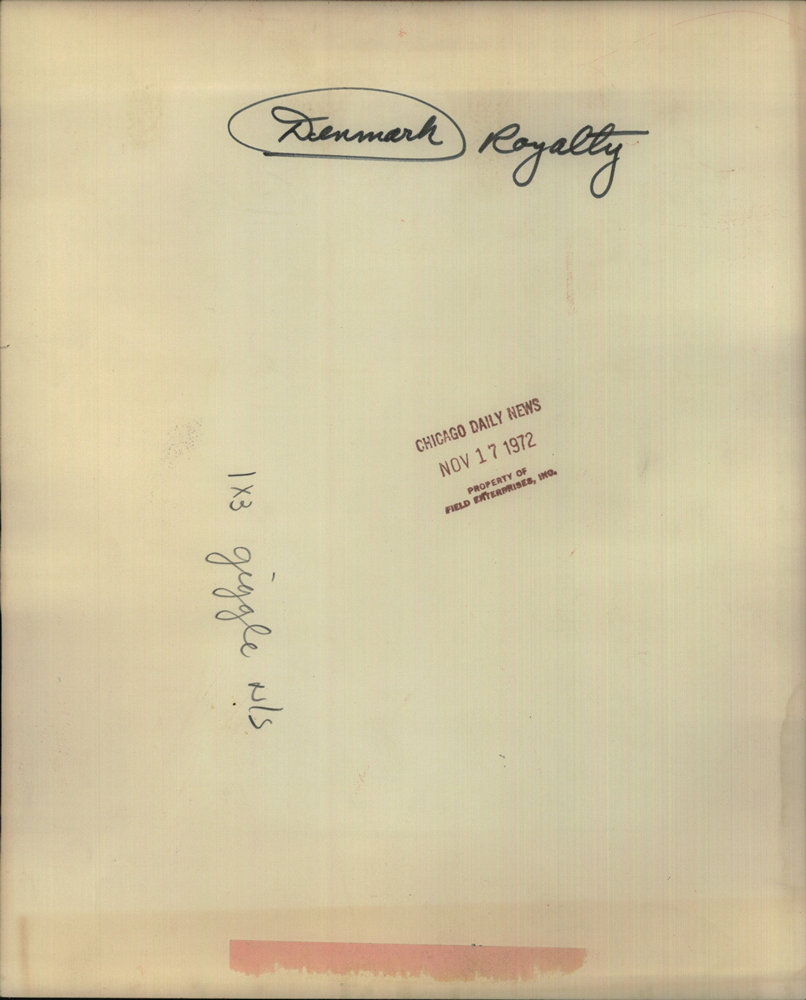 Denmark Royalty
CHICAGO DAILY NEWS
NOV 17 1972
PROPERTY OF
FIELD ENTERPRISES, INC.
1X3 giggle N/S